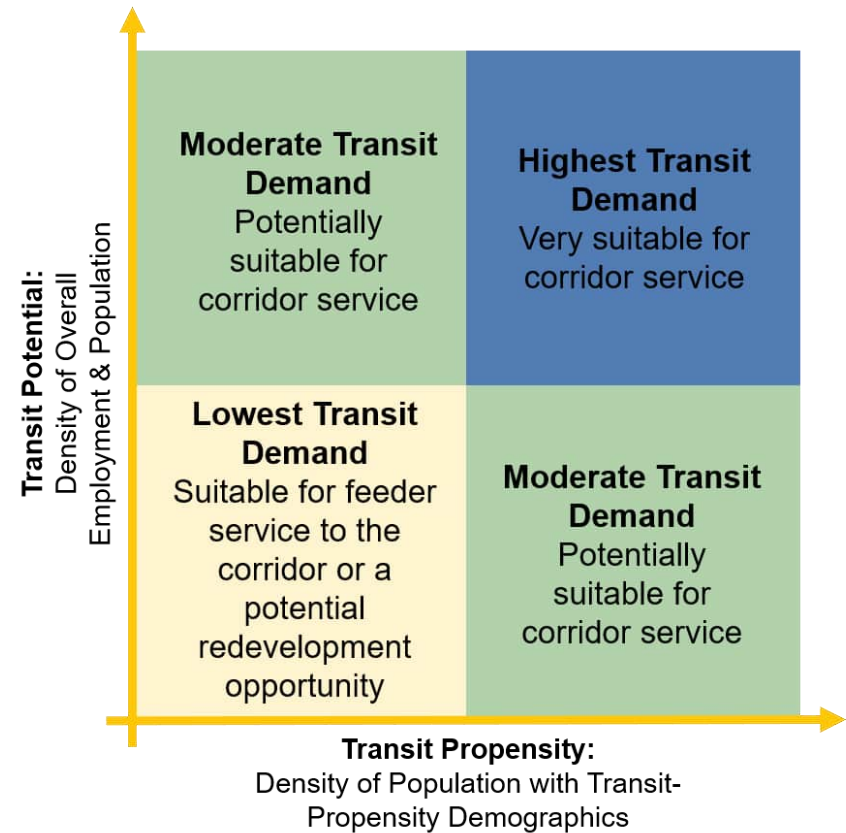 Moderate Transit
Demand
Potentially
suitable for
corridor service
Highest Transit
Demand
Very suitable for
corridor service
Transit Potential:
Density of Overall
Employment & Population
Lowest Transit
Demand
Suitable for feeder
service to the
corridor or a
potential
redevelopment
opportunity
Moderate Transit
Demand
Potentially
suitable for
corridor service
Transit Propensity:
Density of Population with Transit-
Propensity Demographics